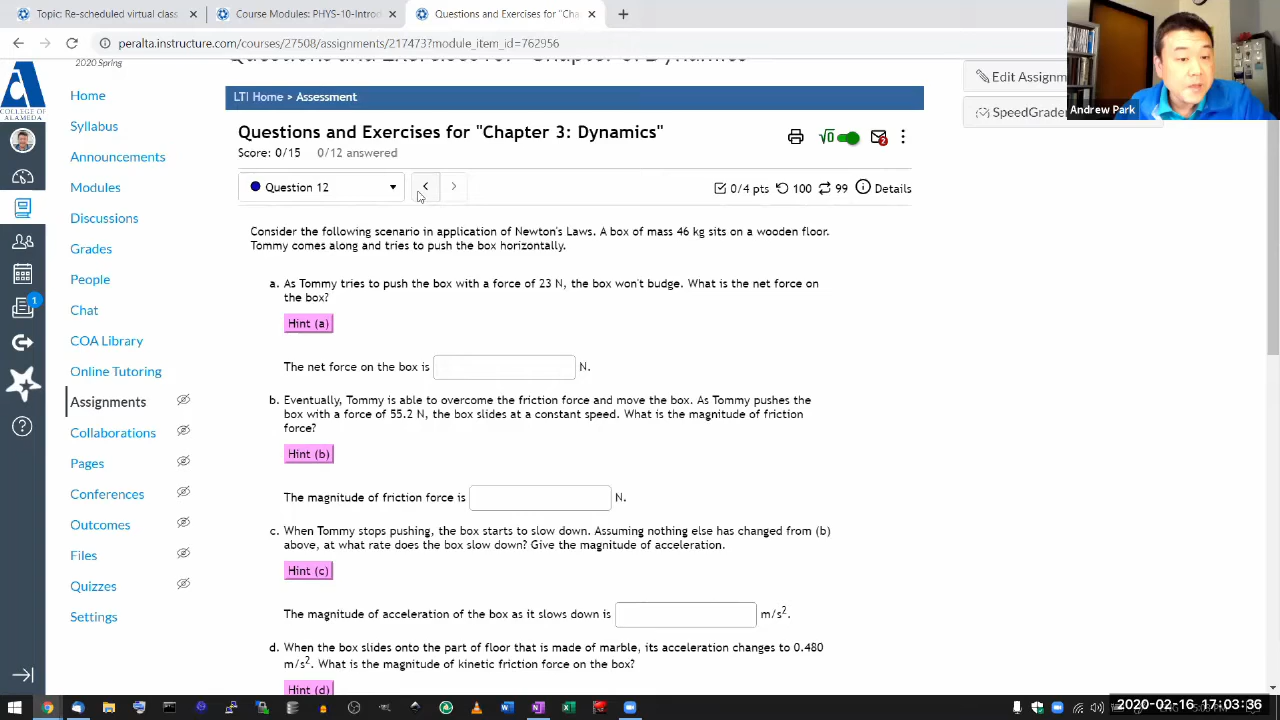 Topic: Re-sided virtual class
Course Modules: PHYS-10-Introd
Questions and Exercises for "Cha
peralta.instructure.com/courses/27508/assignments/217473?module_item_id=762956
Andrew Park
2020 Spring
COLLEGE OF
ALAMEDA
Home
Syllabus
Announcements
Modules
Discussions
Grades
People
Chat
COA Library
Online Tutoring
Assignments
Collaborations
Pages
Conferences
Outcomes
Files
Quizzes
Settings
1
Edit Assignm
SpeedGrader
LTI Home > Assessment
Questions and Exercises for "Chapter 3: Dynamics"
Score: 0/15 0/12 answered
Question 12
0/4 pts 100 99 Details
Consider the following scenario in application of Newton's Laws. A box of mass 46 kg sits on a wooden floor.
Tommy comes along and tries to push the box horizontally.
a. As Tommy tries to push the box with a force of 23 N, the box won't budge. What is the net force on
the box?
Hint (a)
The net force on the box is N.
b. Eventually, Tommy is able to overcome the friction force and move the box. As Tommy pushes the
box with a force of 55.2 N, the box slides at a constant speed. What is the magnitude of friction
force?
Hint (b)
The magnitude of friction force is N.
c. When Tommy stops pushing, the box starts to slow down. Assuming nothing else has changed from (b)
above, at what rate does the box slow down? Give the magnitude of acceleration.
Hint (c)
The magnitude of acceleration of the box as it slows down is m/s².
d. When the box slides onto the part of floor that is made of marble, its acceleration changes to 0.480
m/s². What is the magnitude of kinetic friction force on the box?
Hint (d)
2020-02-16 17:03:36